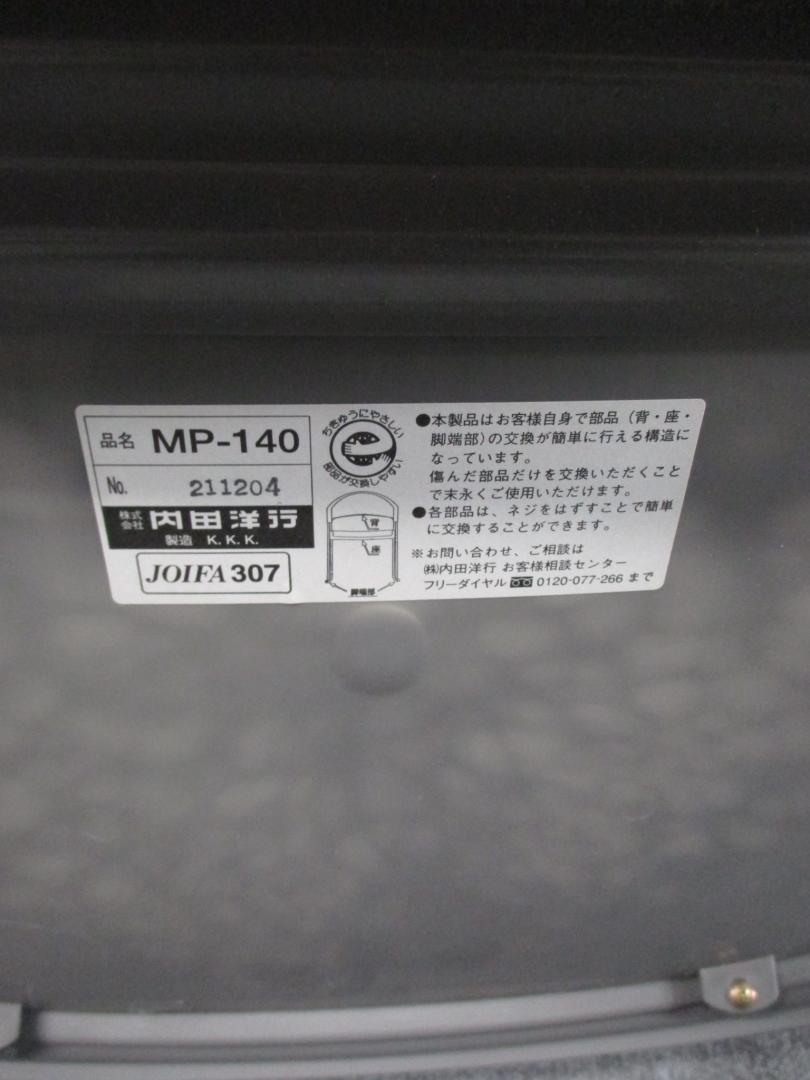 品名 MP-140
No. 211204
株式会社 内田洋行
製造 K.K.K.
JOIFA 307
ちきゅうにやさしい
部品が交換しやすい
背
座
脚端部
●本製品はお客様自身で部品（背・座・
脚端部）の交換が簡単に行える構造に
なっています。
傷んだ部品だけを交換いただくこと
で末永くご使用いただけます。
●各部品は、ネジをはずすことで簡単
に交換することができます。
※お問い合わせ、ご相談は
㈱内田洋行 お客様相談センター
フリーダイヤル 0120-077-266 まで